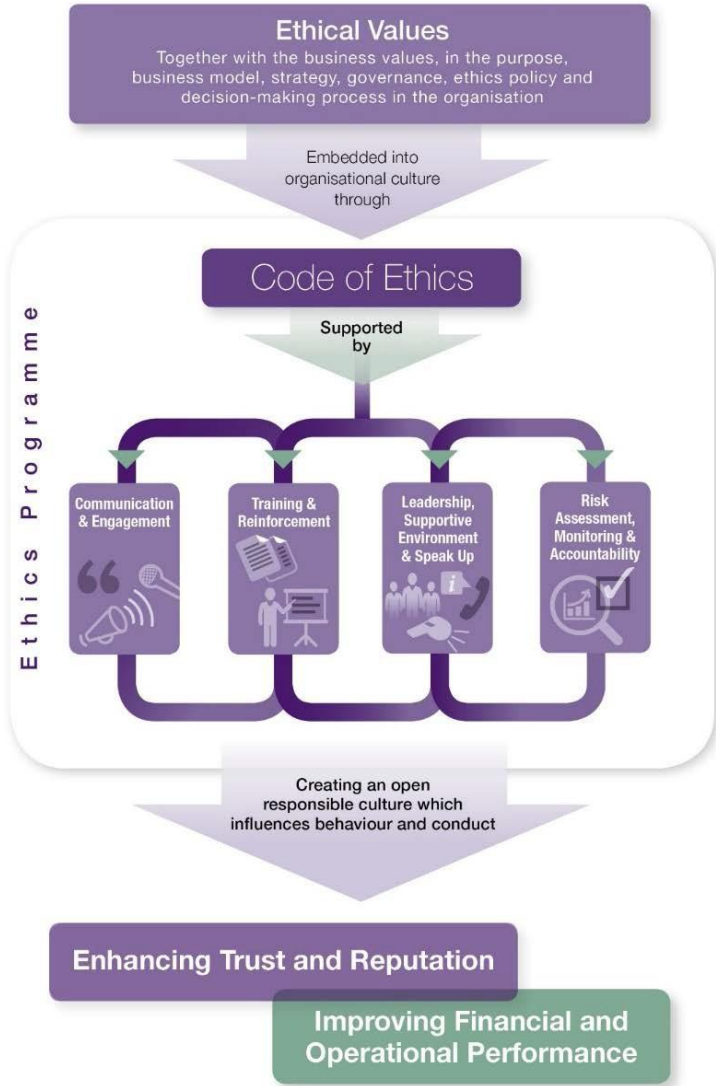 Ethical Values
Together with the business values, in the purpose,
business model, strategy, governance, ethics policy and
decision-making process in the organisation
Embedded into
organisational culture
through
Ethics Programme
Code of Ethics
Supported
by
Communication
& Engagement
Training &
Reinforcement
Leadership,
Supportive
Environment
& Speak Up
Risk
Assessment,
Monitoring &
Accountability
i
Creating an open
responsible culture which
influences behaviour and conduct
Enhancing Trust and Reputation
Improving Financial and
Operational Performance